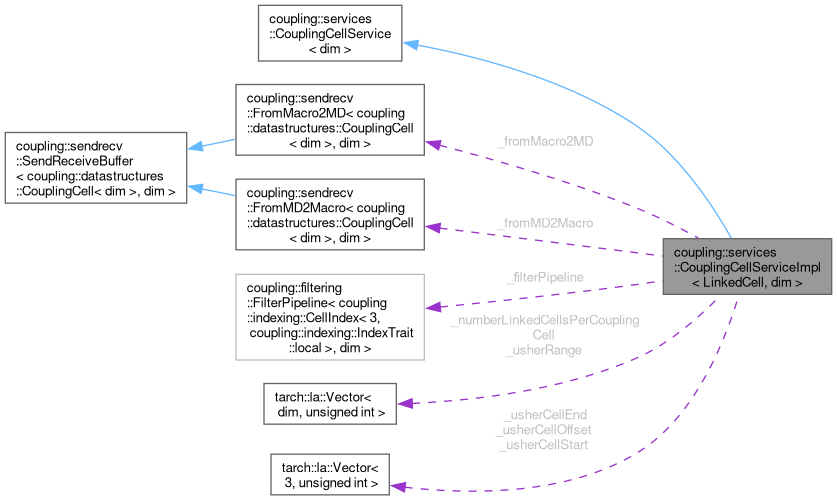 coupling::services
::CouplingCellService
< dim >
coupling::sendrecv
::FromMacro2MD< coupling
::datastructures::CouplingCell
< dim >, dim >
_fromMacro2MD
coupling::sendrecv
::SendReceiveBuffer
< coupling::datastructures
::CouplingCell< dim >, dim >
coupling::sendrecv
::FromMD2Macro< coupling
::datastructures::CouplingCell
< dim >, dim >
_fromMD2Macro
coupling::services
::CouplingCellServiceImpl
< LinkedCell, dim >
coupling::filtering
::FilterPipeline< coupling
::indexing::CellIndex< 3,
coupling::indexing::IndexTrait
::local >, dim >
_filterPipeline
_numberLinkedCellsPerCoupling
Cell
_usherRange
tarch::la::Vector<
dim, unsigned int >
_usherCellEnd
_usherCellOffset
_usherCellStart
tarch::la::Vector<
3, unsigned int >